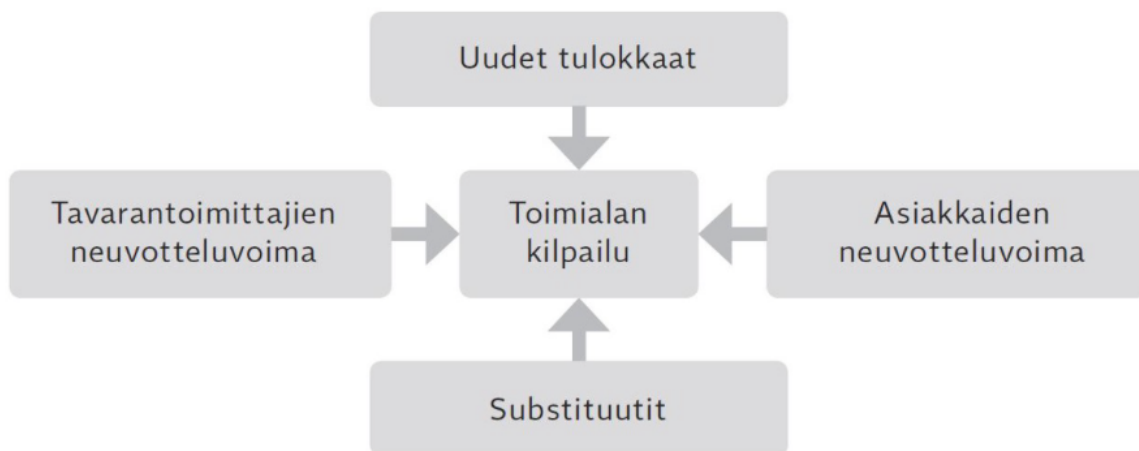 Uudet tulokkaat
Tavarantoimittajien
neuvotteluvoima
Toimialan
kilpailu
Asiakkaiden
neuvotteluvoima
Substituutit